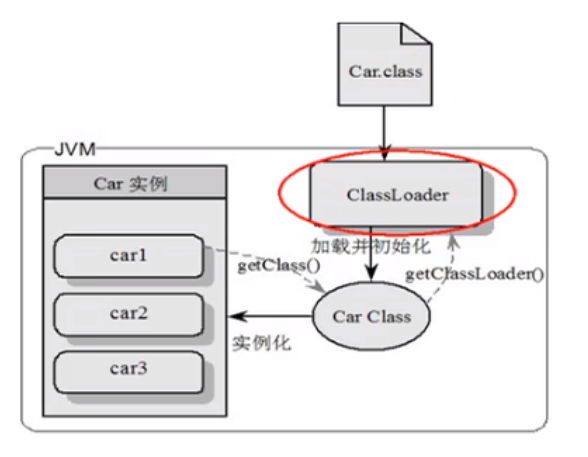 Car.class
JVM
Car 实例
ClassLoader
car1
加载并初始化
getClass()
getClassLoader()
car2
Car Class
实例化
car3